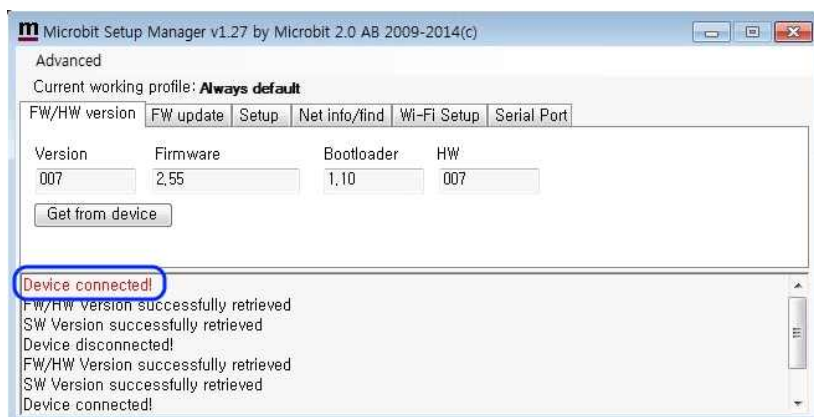 m Microbit Setup Manager v1.27 by Microbit 2.0 AB 2009-2014(c)
Advanced
Current working profile: Always default
FW/HW version FW update Setup Net info/find Wi-Fi Setup Serial Port
Version Firmware Bootloader HW
007 2,55 1,10 007
Get from device
Device connected!
FW/HW Version successfully retrieved
SW Version successfully retrieved
Device disconnected!
FW/HW Version successfully retrieved
SW Version successfully retrieved
Device connected!